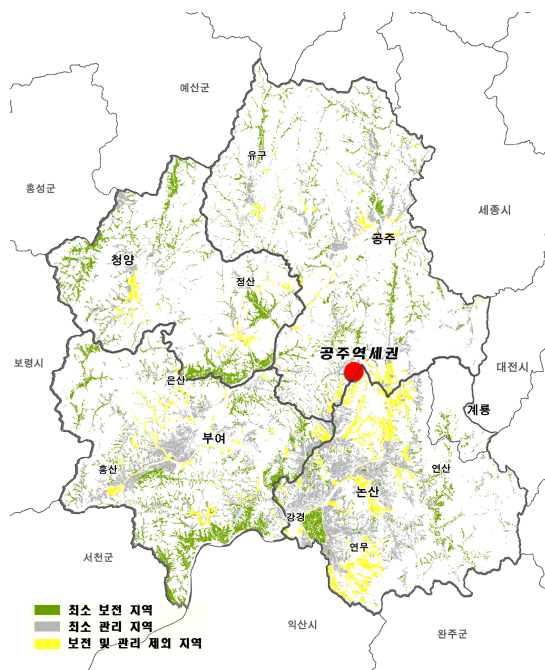 예산군
유구
홍성군
세종시
공주
청양
정산
공주역세권
보령시
대전시
은산
계룡
부여
홍산
연산
논산
강경
연무
서천군
최소 보전 지역
최소 관리 지역
익산시
완주군
보전 및 관리 제외 지역